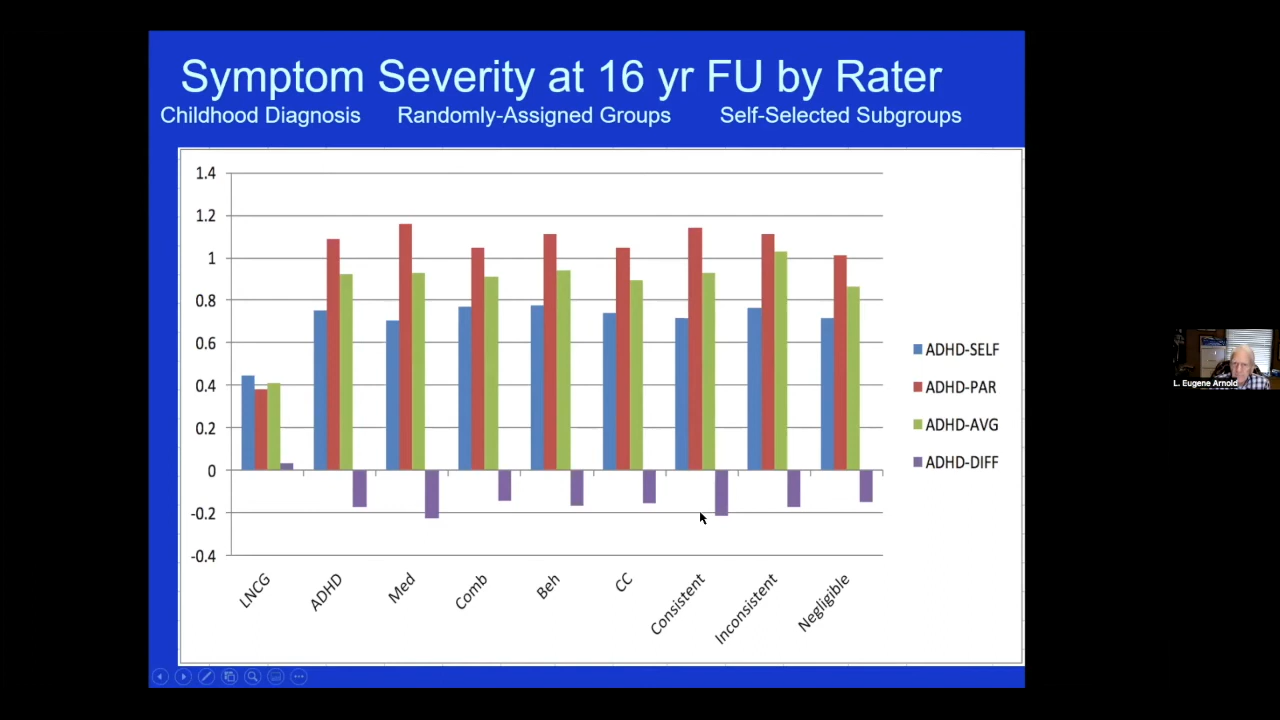 Symptom Severity at 16 yr FU by Rater
Childhood Diagnosis Randomly-Assigned Groups Self-Selected Subgroups
1.4
1.2
1
0.8
0.6
0.4
0.2
0
-0.2
-0.4
LNCG
ADHD
Med
Comb
Beh
CC
Consistent
Inconsistent
Negligible
ADHD-SELF
ADHD-PAR
ADHD-AVG
ADHD-DIFF
L. Eugene Arnold